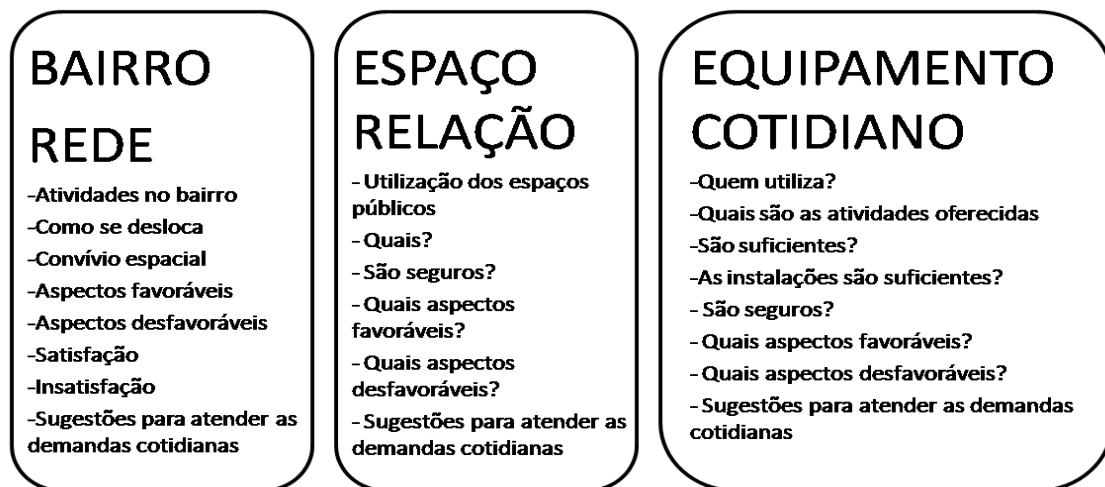 BAIRRO
REDE
-Atividades no bairro
-Como se desloca
-Convívio espacial
-Aspectos favoráveis
-Aspectos desfavoráveis
-Satisfação
-Insatisfação
-Sugestões para atender as
demandas cotidianas
ESPAÇO
RELAÇÃO
- Utilização dos espaços
públicos
- Quais?
- São seguros?
- Quais aspectos
favoráveis?
- Quais aspectos
desfavoráveis?
- Sugestões para atender as
demandas cotidianas
EQUIPAMENTO
COTIDIANO
-Quem utiliza?
-Quais são as atividades oferecidas
-São suficientes?
-As instalações são suficientes?
- São seguros?
- Quais aspectos favoráveis?
- Quais aspectos desfavoráveis?
- Sugestões para atender as demandas
cotidianas